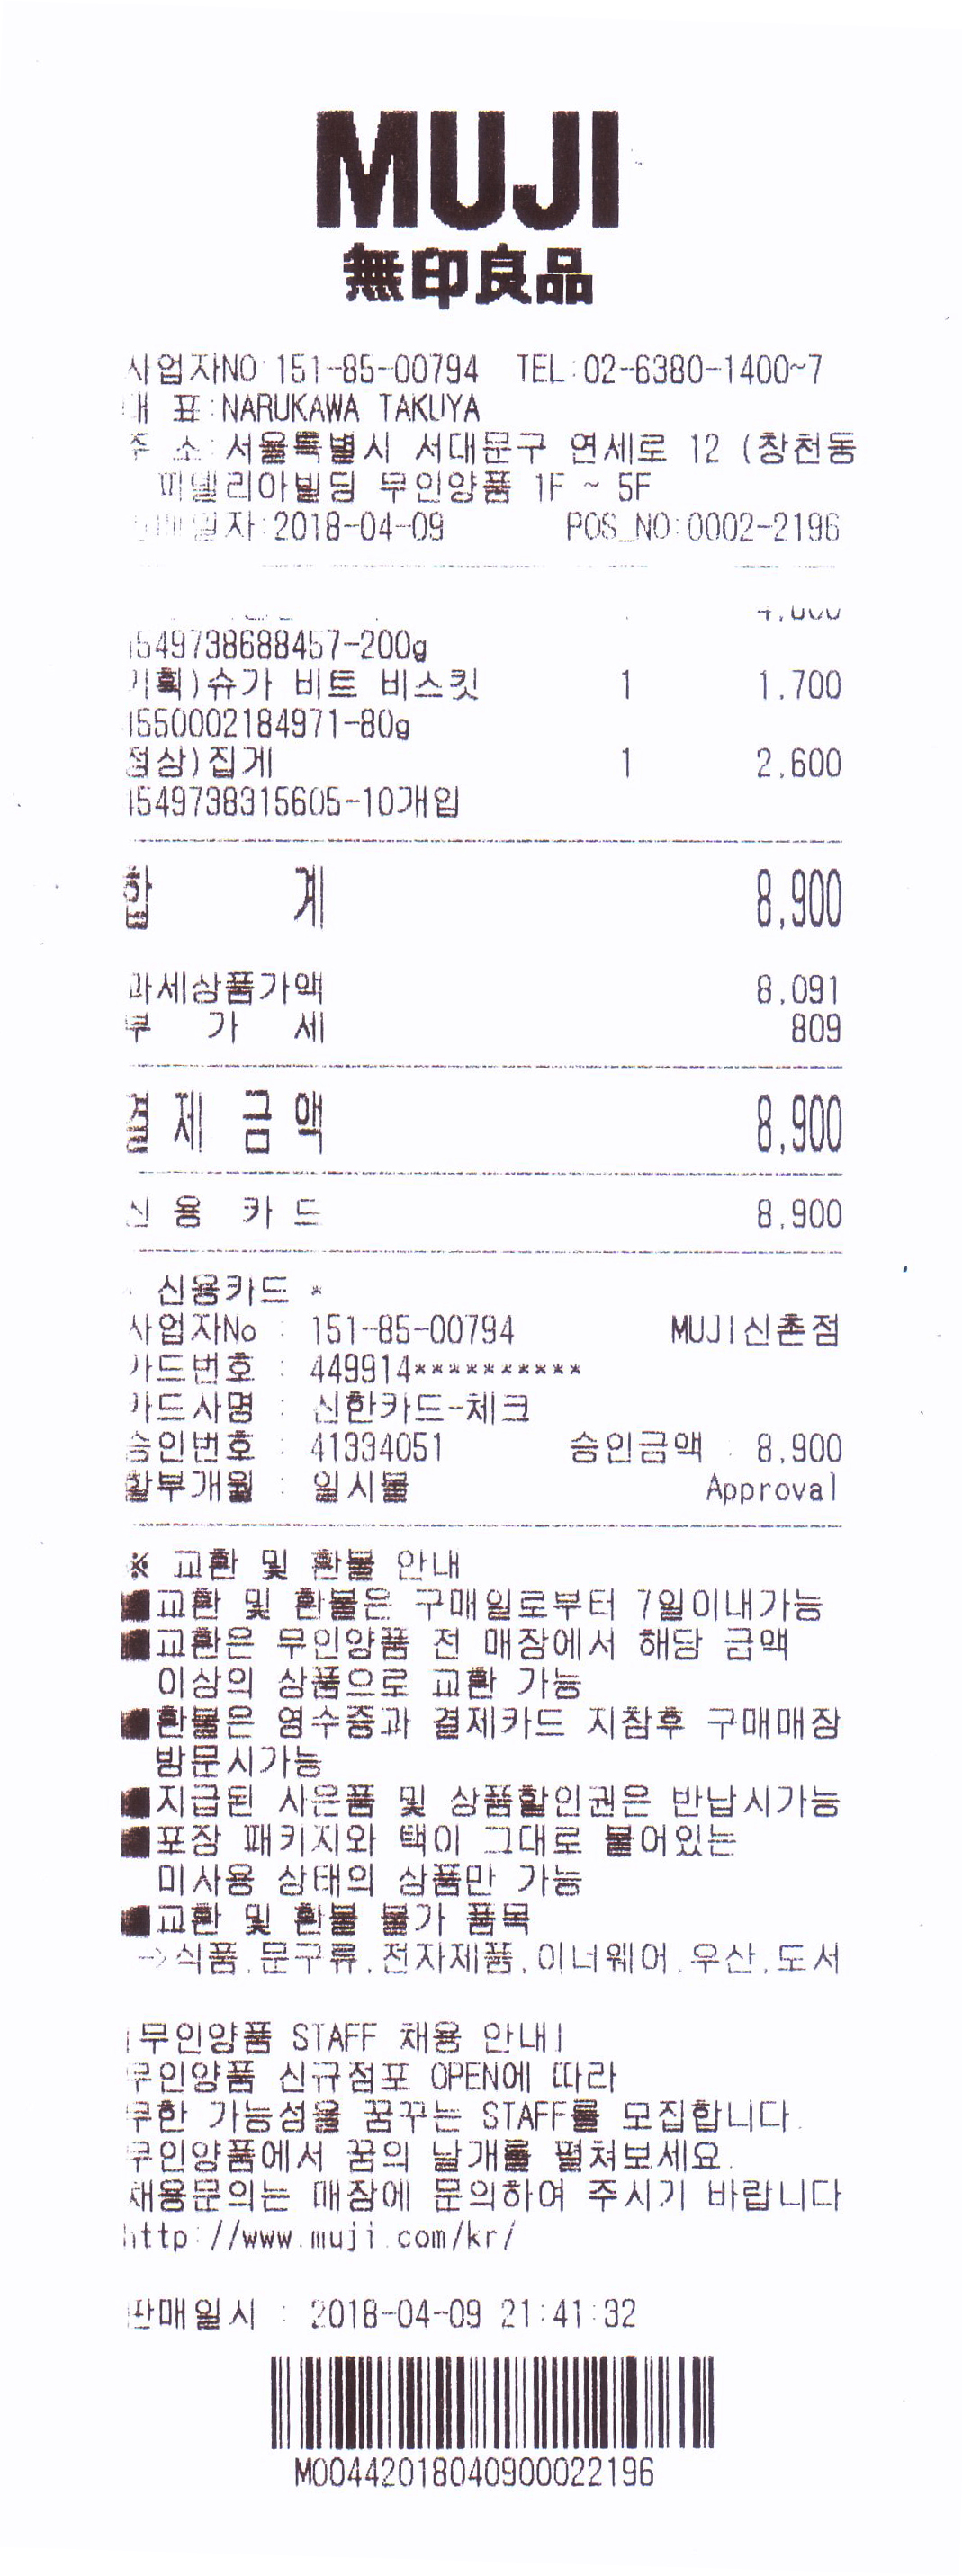 MUJI
無印良品
사업자NO:151-85-00794 TEL:02-6380-1400~7
대 표:NARUKAWA TAKUYA
주 소:서울특별시 서대문구 연세로 12 (창천동
피델리아빌딩 무인양품 1F ~ 5F
판매일자:2018-04-09 POS_NO:0002-2196
549738688457-200g
기획)슈가 비트 비스킷 1 1,700
550002184971-80g
정상)집게 1 2,600
549738315605-10개입
합 계 8,900
과세상품가액 8,091
부 가 세 809
결 제 금 액 8,900
신 용 카 드 8,900
신용카드 *
사업자No : 151-85-00794 MUJI신촌점
카드번호 : 449914**********
카드사명 : 신한카드-체크
승인번호 : 41334051 승인금액 : 8,900
할부개월 : 일시불 Approval
※ 교환 및 환불 안내
■교환 및 환불은 구매일로부터 7일이내가능
■교환은 무인양품 전 매장에서 해당 금액
이상의 상품으로 교환 가능
■환불은 영수증과 결제카드 지참후 구매매장
방문시가능
■지급된 사은품 및 상품할인권은 반납시가능
■포장 패키지와 택이 그대로 붙어있는
미사용 상태의 상품만 가능
■교환 및 환불 불가 품목
->식품,문구류,전자제품,이너웨어,우산,도서
|무인양품 STAFF 채용 안내|
무인양품 신규점포 OPEN에 따라
무한 가능성을 꿈꾸는 STAFF를 모집합니다.
무인양품에서 꿈의 날개를 펼쳐보세요.
채용문의는 매장에 문의하여 주시기 바랍니다
http://www.muji.com/kr/
판매일시 : 2018-04-09 21:41:32
M00442018040900022196